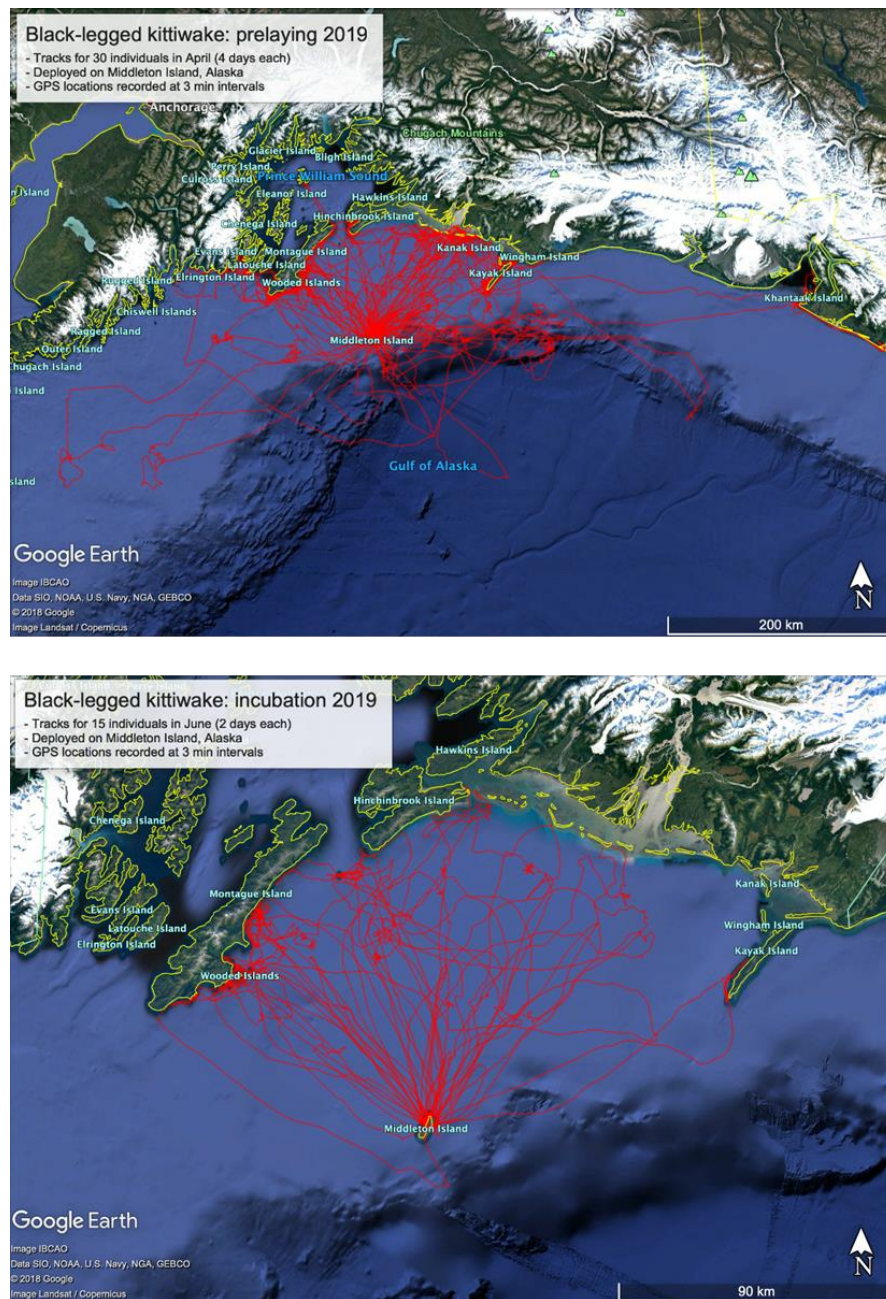 Black-legged kittiwake: prelaying 2019
- Tracks for 30 individuals in April (4 days each)
- Deployed on Middleton Island, Alaska
- GPS locations recorded at 3 min intervals
Anchorage
Chugach Mountains
Glacier Island
Bligh Island
Perry Island
Prince William Sound
Culross Island
n Island
Eleanor Island
Hawkins Island
Hinchinbrook Island
Chenega Island
Kanak Island
Evans Island
Montague Island
Wingham Island
Latouche Island
Kayak Island
Rugged Island
Elrington Island
Wooded Islands
Khantaak Island
Chiswell Islands
Ragged Island
Middleton Island
Outer Island
Chugach Island
Island
Gulf of Alaska
sland
Google Earth
Image IBCAO
Data SIO, NOAA, U.S. Navy, NGA, GEBCO
© 2018 Google
Image Landsat / Copernicus
N
200 km
Black-legged kittiwake: incubation 2019
- Tracks for 15 individuals in June (2 days each)
- Deployed on Middleton Island, Alaska
- GPS locations recorded at 3 min intervals
Hawkins Island
Hinchinbrook Island
Chenega Island
Kanak Island
Montague Island
Evans Island
Latouche Island
Wingham Island
Elrington Island
Kayak Island
Wooded Islands
Middleton Island
Google Earth
Image IBCAO
Data SIO, NOAA, U.S. Navy, NGA, GEBCO
© 2018 Google
Image Landsat / Copernicus
N
90 km